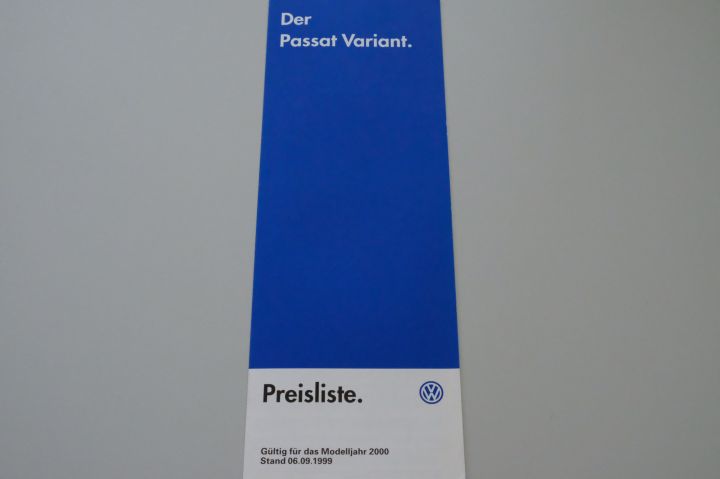 Der
Passat Variant.
Preisliste.
Gültig für das Modelljahr 2000
Stand 06.09.1999